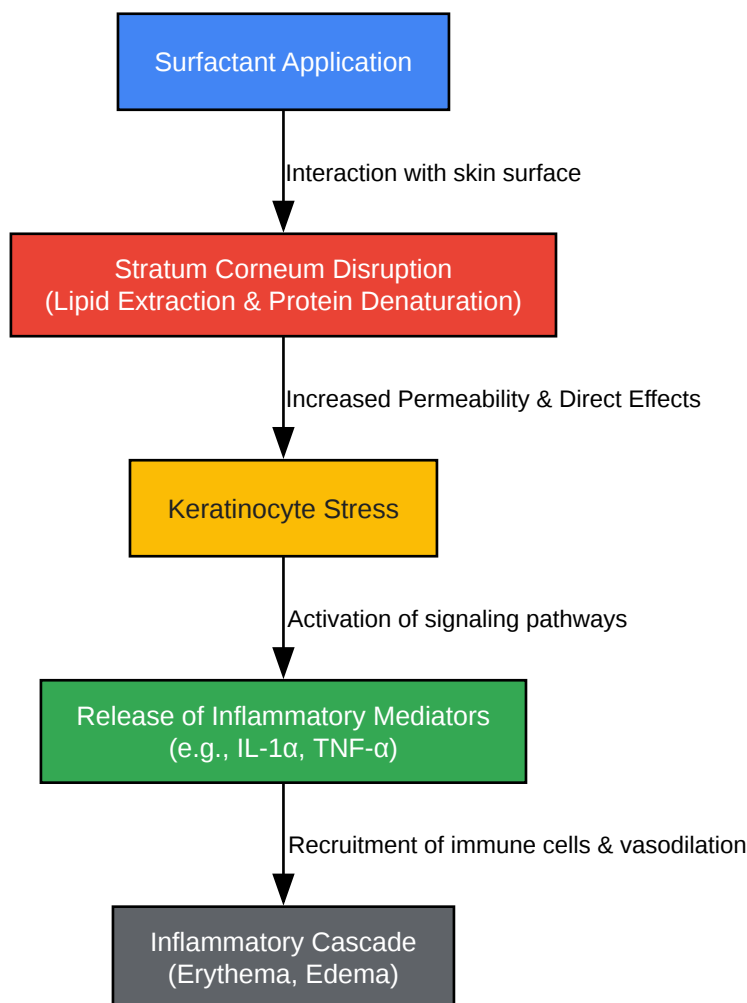 Surfactant Application
Interaction with skin surface
Stratum Corneum Disruption
(Lipid Extraction & Protein Denaturation)
Increased Permeability & Direct Effects
Keratinocyte Stress
Activation of signaling pathways
Release of Inflammatory Mediators
(e.g., IL-1α, TNF-α)
Recruitment of immune cells & vasodilation
Inflammatory Cascade
(Erythema, Edema)